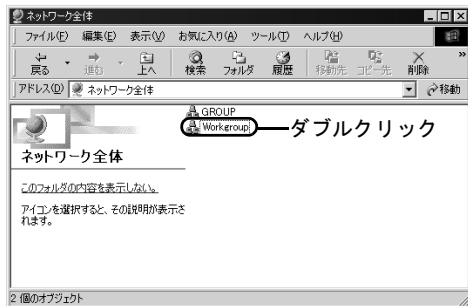 ネットワーク全体
ファイル(F) 編集(E) 表示(V) お気に入り(A) ツール(T) ヘルプ(H)
戻る 進む 上へ 検索 フォルダ 履歴 移動先 コピー先 削除 »
アドレス(D) ネットワーク全体 移動
GROUP
Workgroup ダブルクリック
ネットワーク全体
このフォルダの内容を表示しない。
アイコンを選択すると、その説明が表示さ
れます。
2 個のオブジェクト